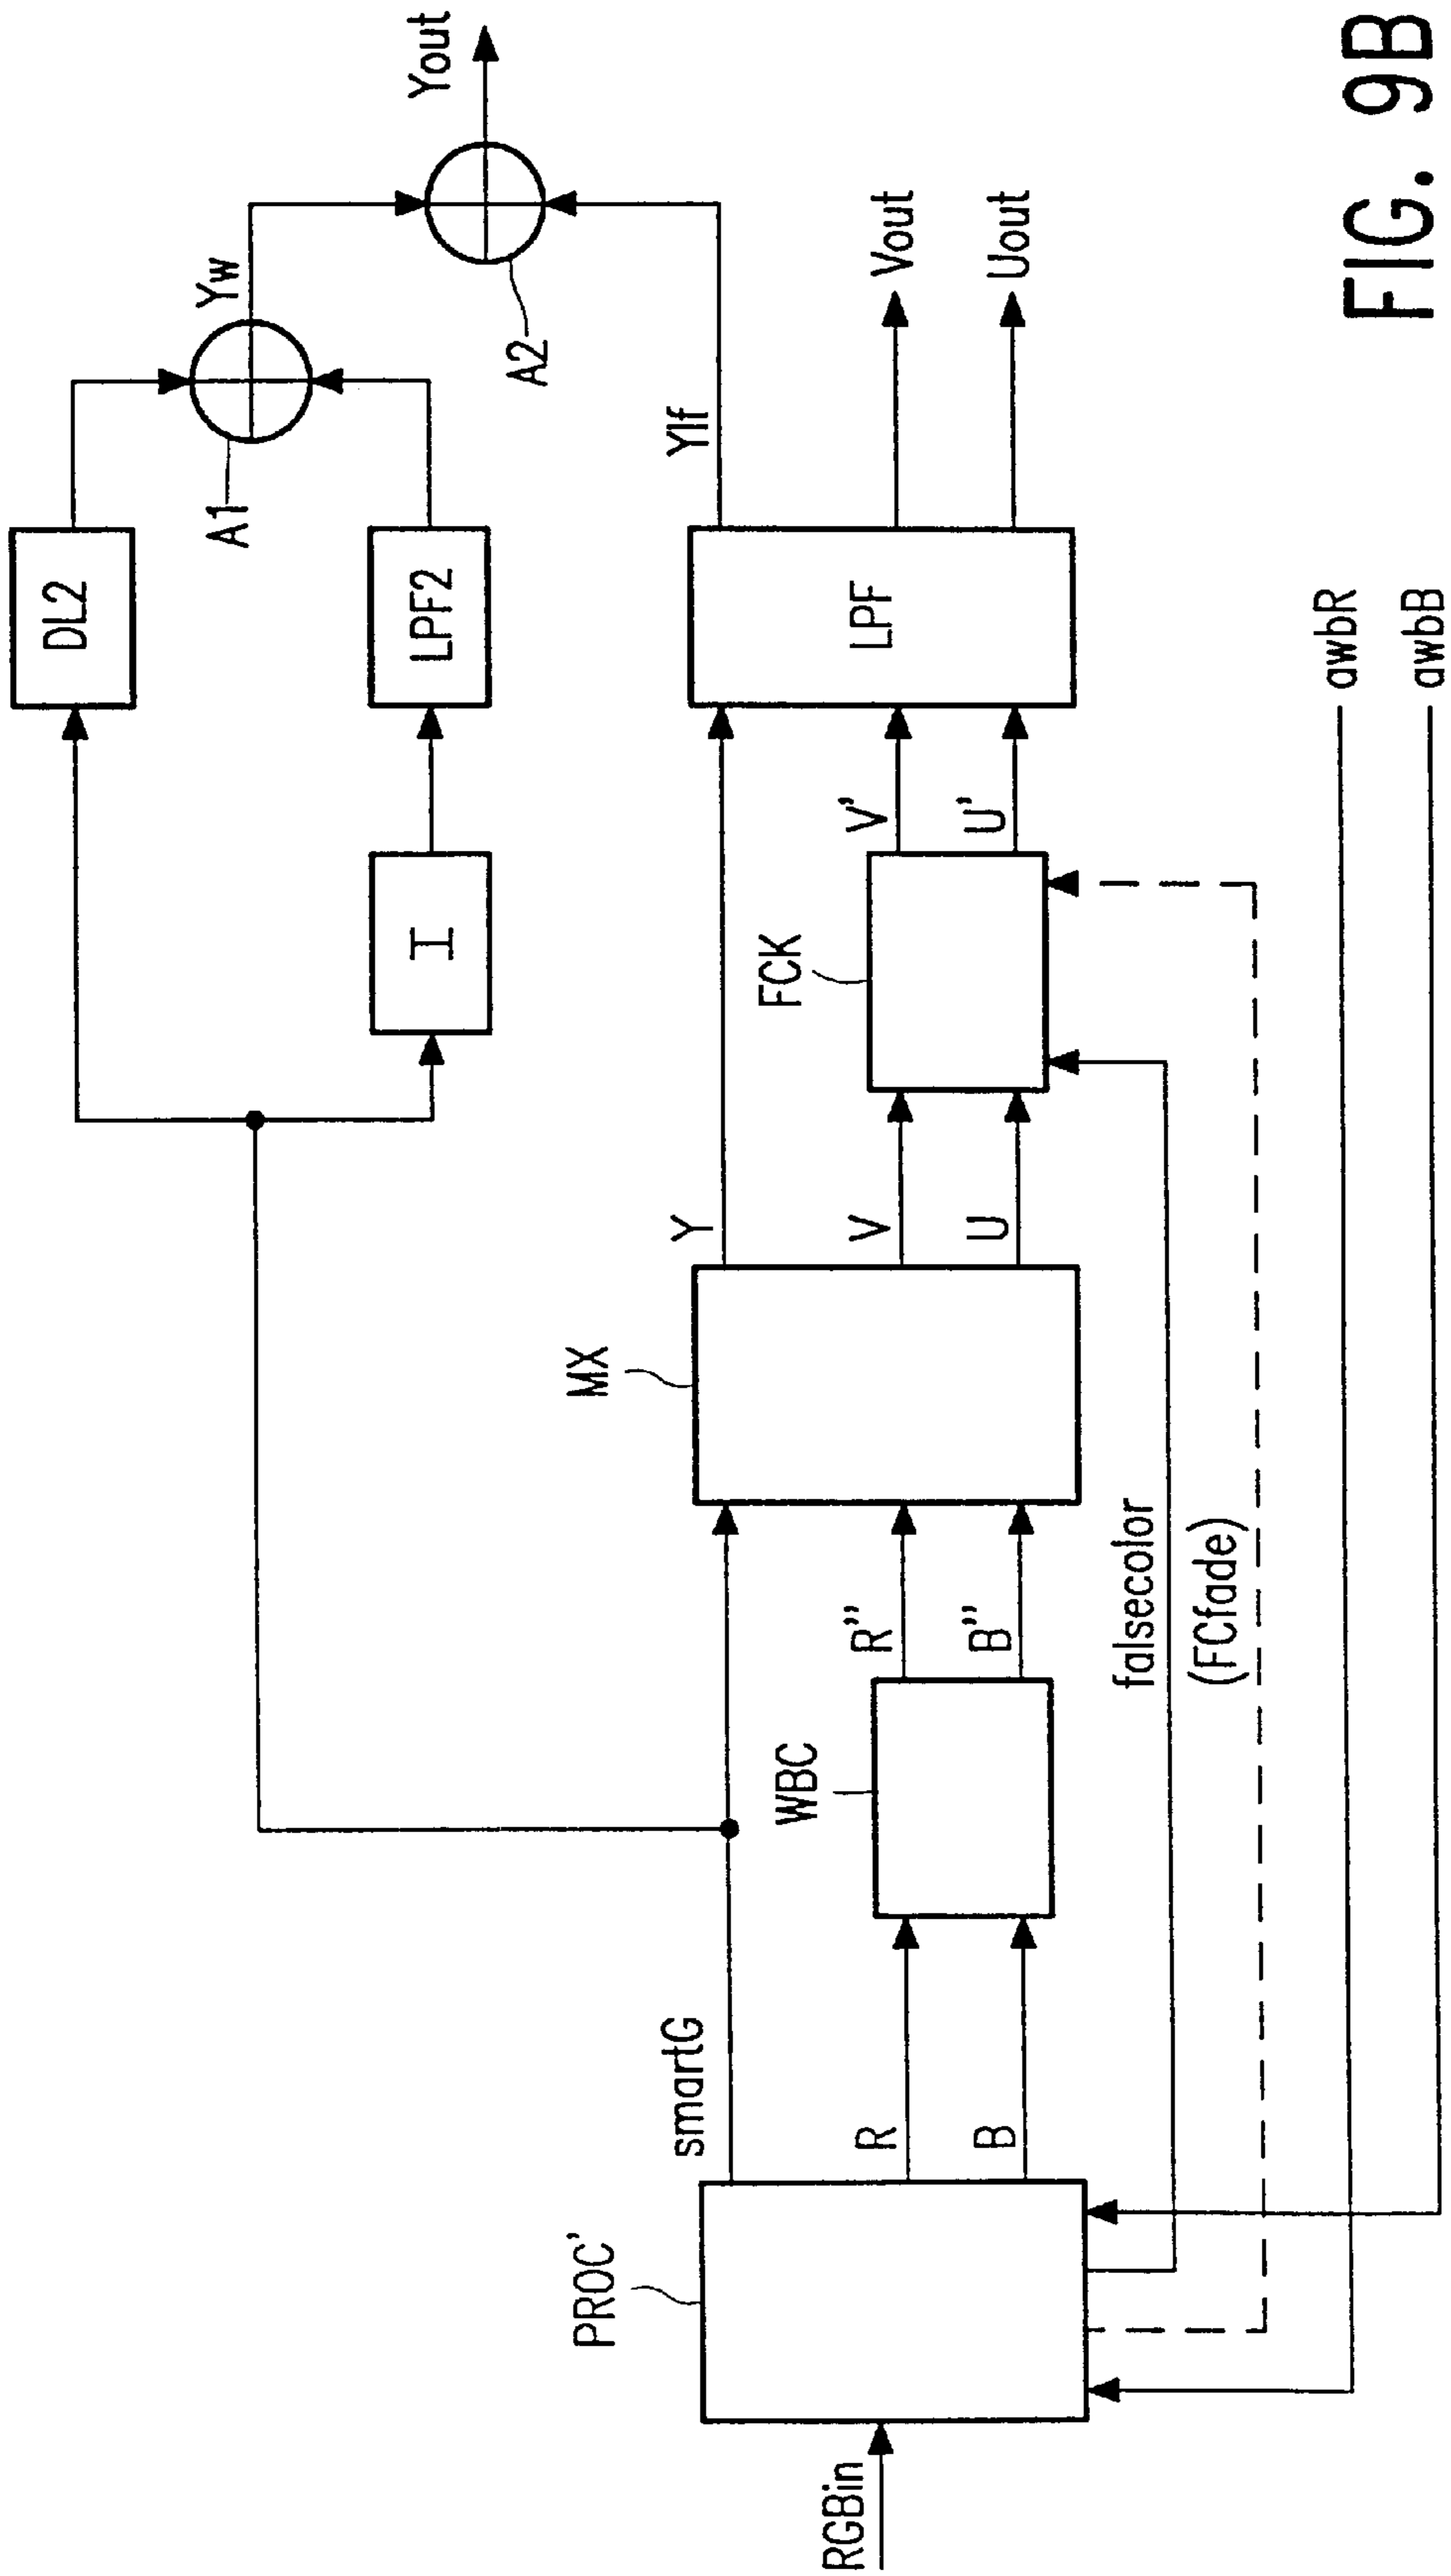 DL2
Yout
Yw
A1
I
LPF2
A2
Ylf
Vout
Uout
smartG
MX
Y
FCK
LPF
PROC'
WBC
R
R"
V
V'
B
B"
U
U'
RGBin
falsecolor
(FCfade)
awbR
awbB
FIG. 9B